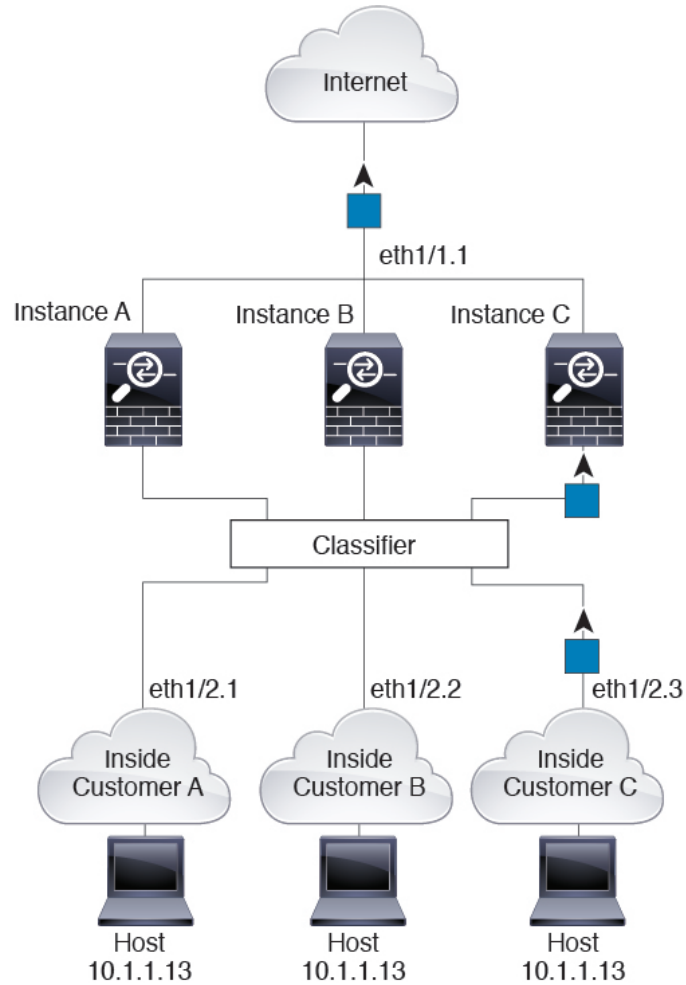 Internet
eth1/1.1
Instance A
Instance B
Instance C
Classifier
eth1/2.1
eth1/2.2
eth1/2.3
Inside
Customer A
Inside
Customer B
Inside
Customer C
Host
10.1.1.13
Host
10.1.1.13
Host
10.1.1.13